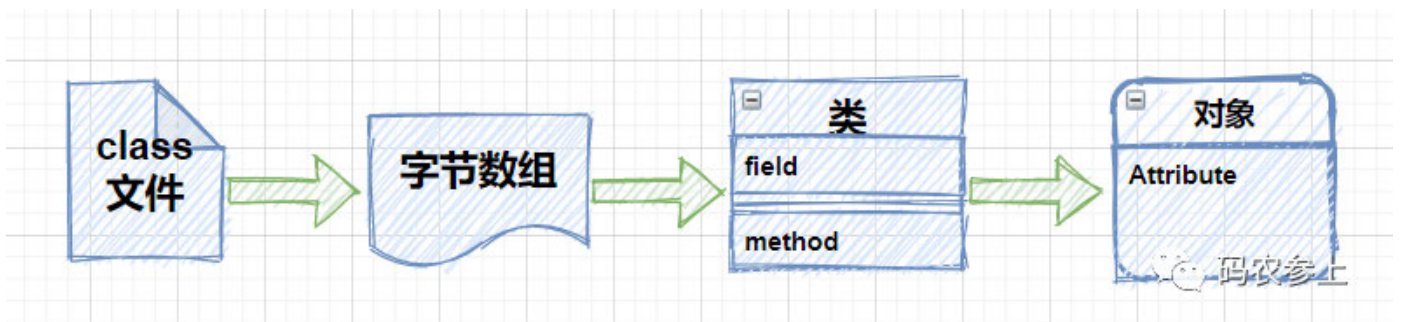 class
文件
字节数组
类
field
method
对象
Attribute
码农参上